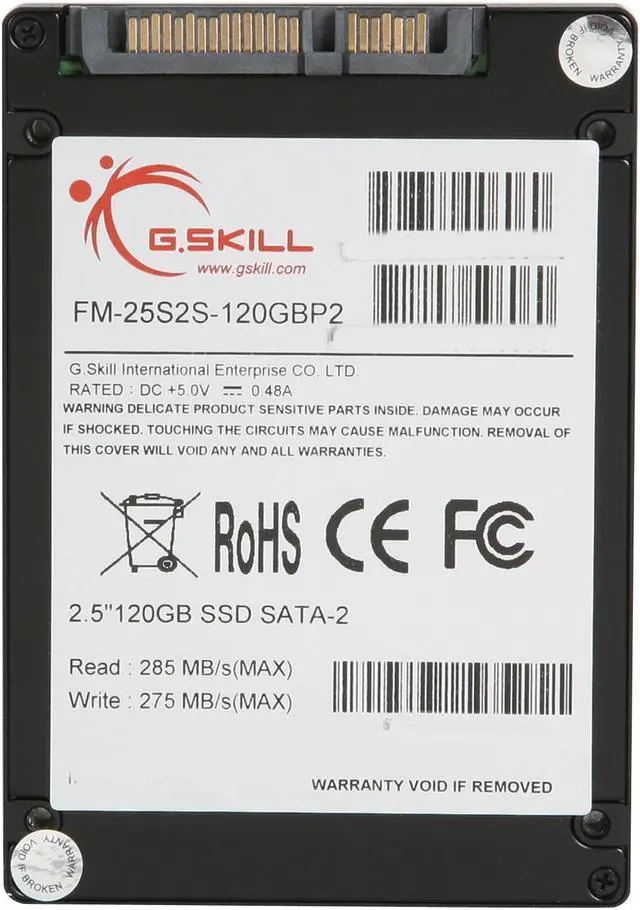 VOID IF BROKEN WARRANTY
G.SKILL
www.gskill.com
FM-25S2S-120GBP2
G.Skill International Enterprise CO. LTD.
RATED : DC +5.0V ⎓ 0.48A
WARNING DELICATE PRODUCT SENSITIVE PARTS INSIDE. DAMAGE MAY OCCUR
IF SHOCKED. TOUCHING THE CIRCUITS MAY CAUSE MALFUNCTION. REMOVAL OF
THIS COVER WILL VOID ANY AND ALL WARRANTIES.
RoHS CE FC
2.5"120GB SSD SATA-2
Read : 285 MB/s(MAX)
Write : 275 MB/s(MAX)
WARRANTY VOID IF REMOVED
WARRANTY VOID IF BROKEN